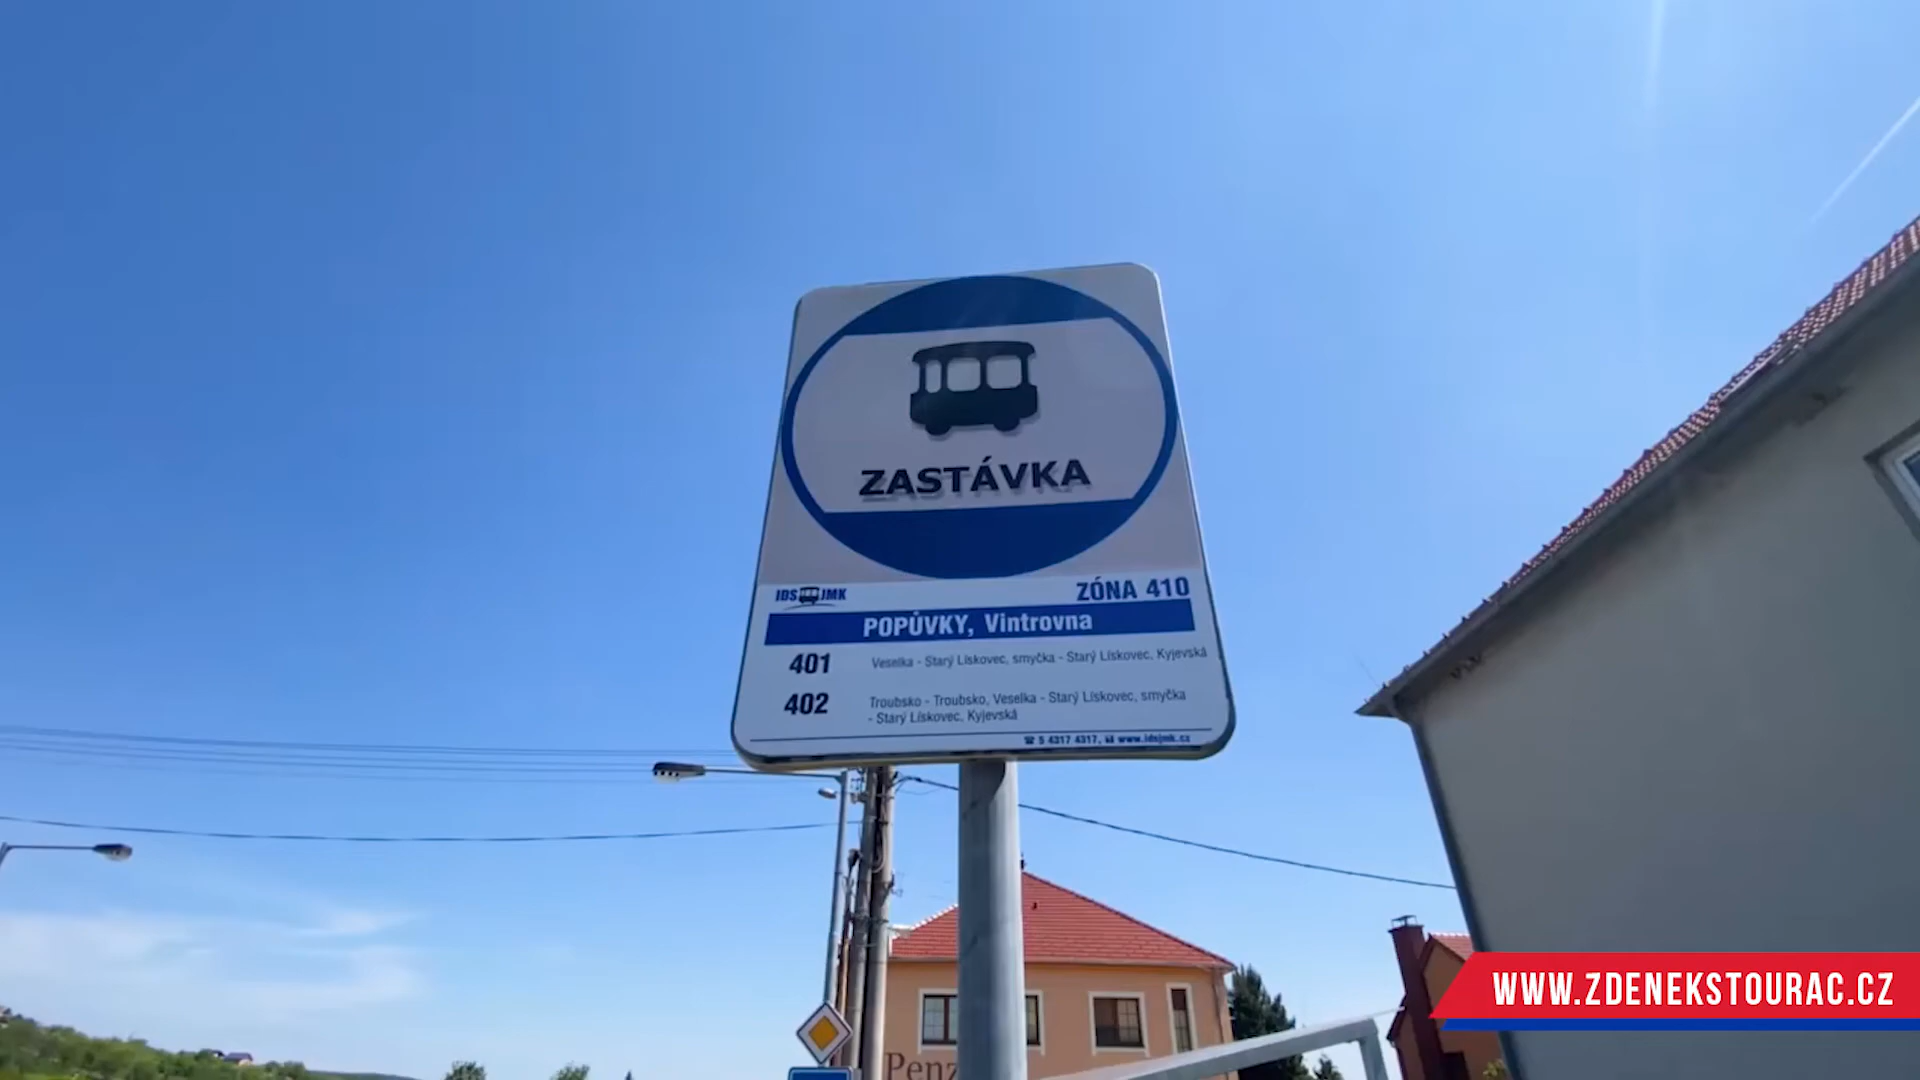 ZASTÁVKA
IDS JMK
ZÓNA 410
POPŮVKY, Vintrovna
401 Veselka - Starý Lískovec, smyčka - Starý Lískovec, Kyjevská
402 Troubsko - Troubsko, Veselka - Starý Lískovec, smyčka
- Starý Lískovec, Kyjevská
☎ 5 4317 4317, www.idsjmk.cz
Penz
WWW.ZDENEKSTOURAC.CZ